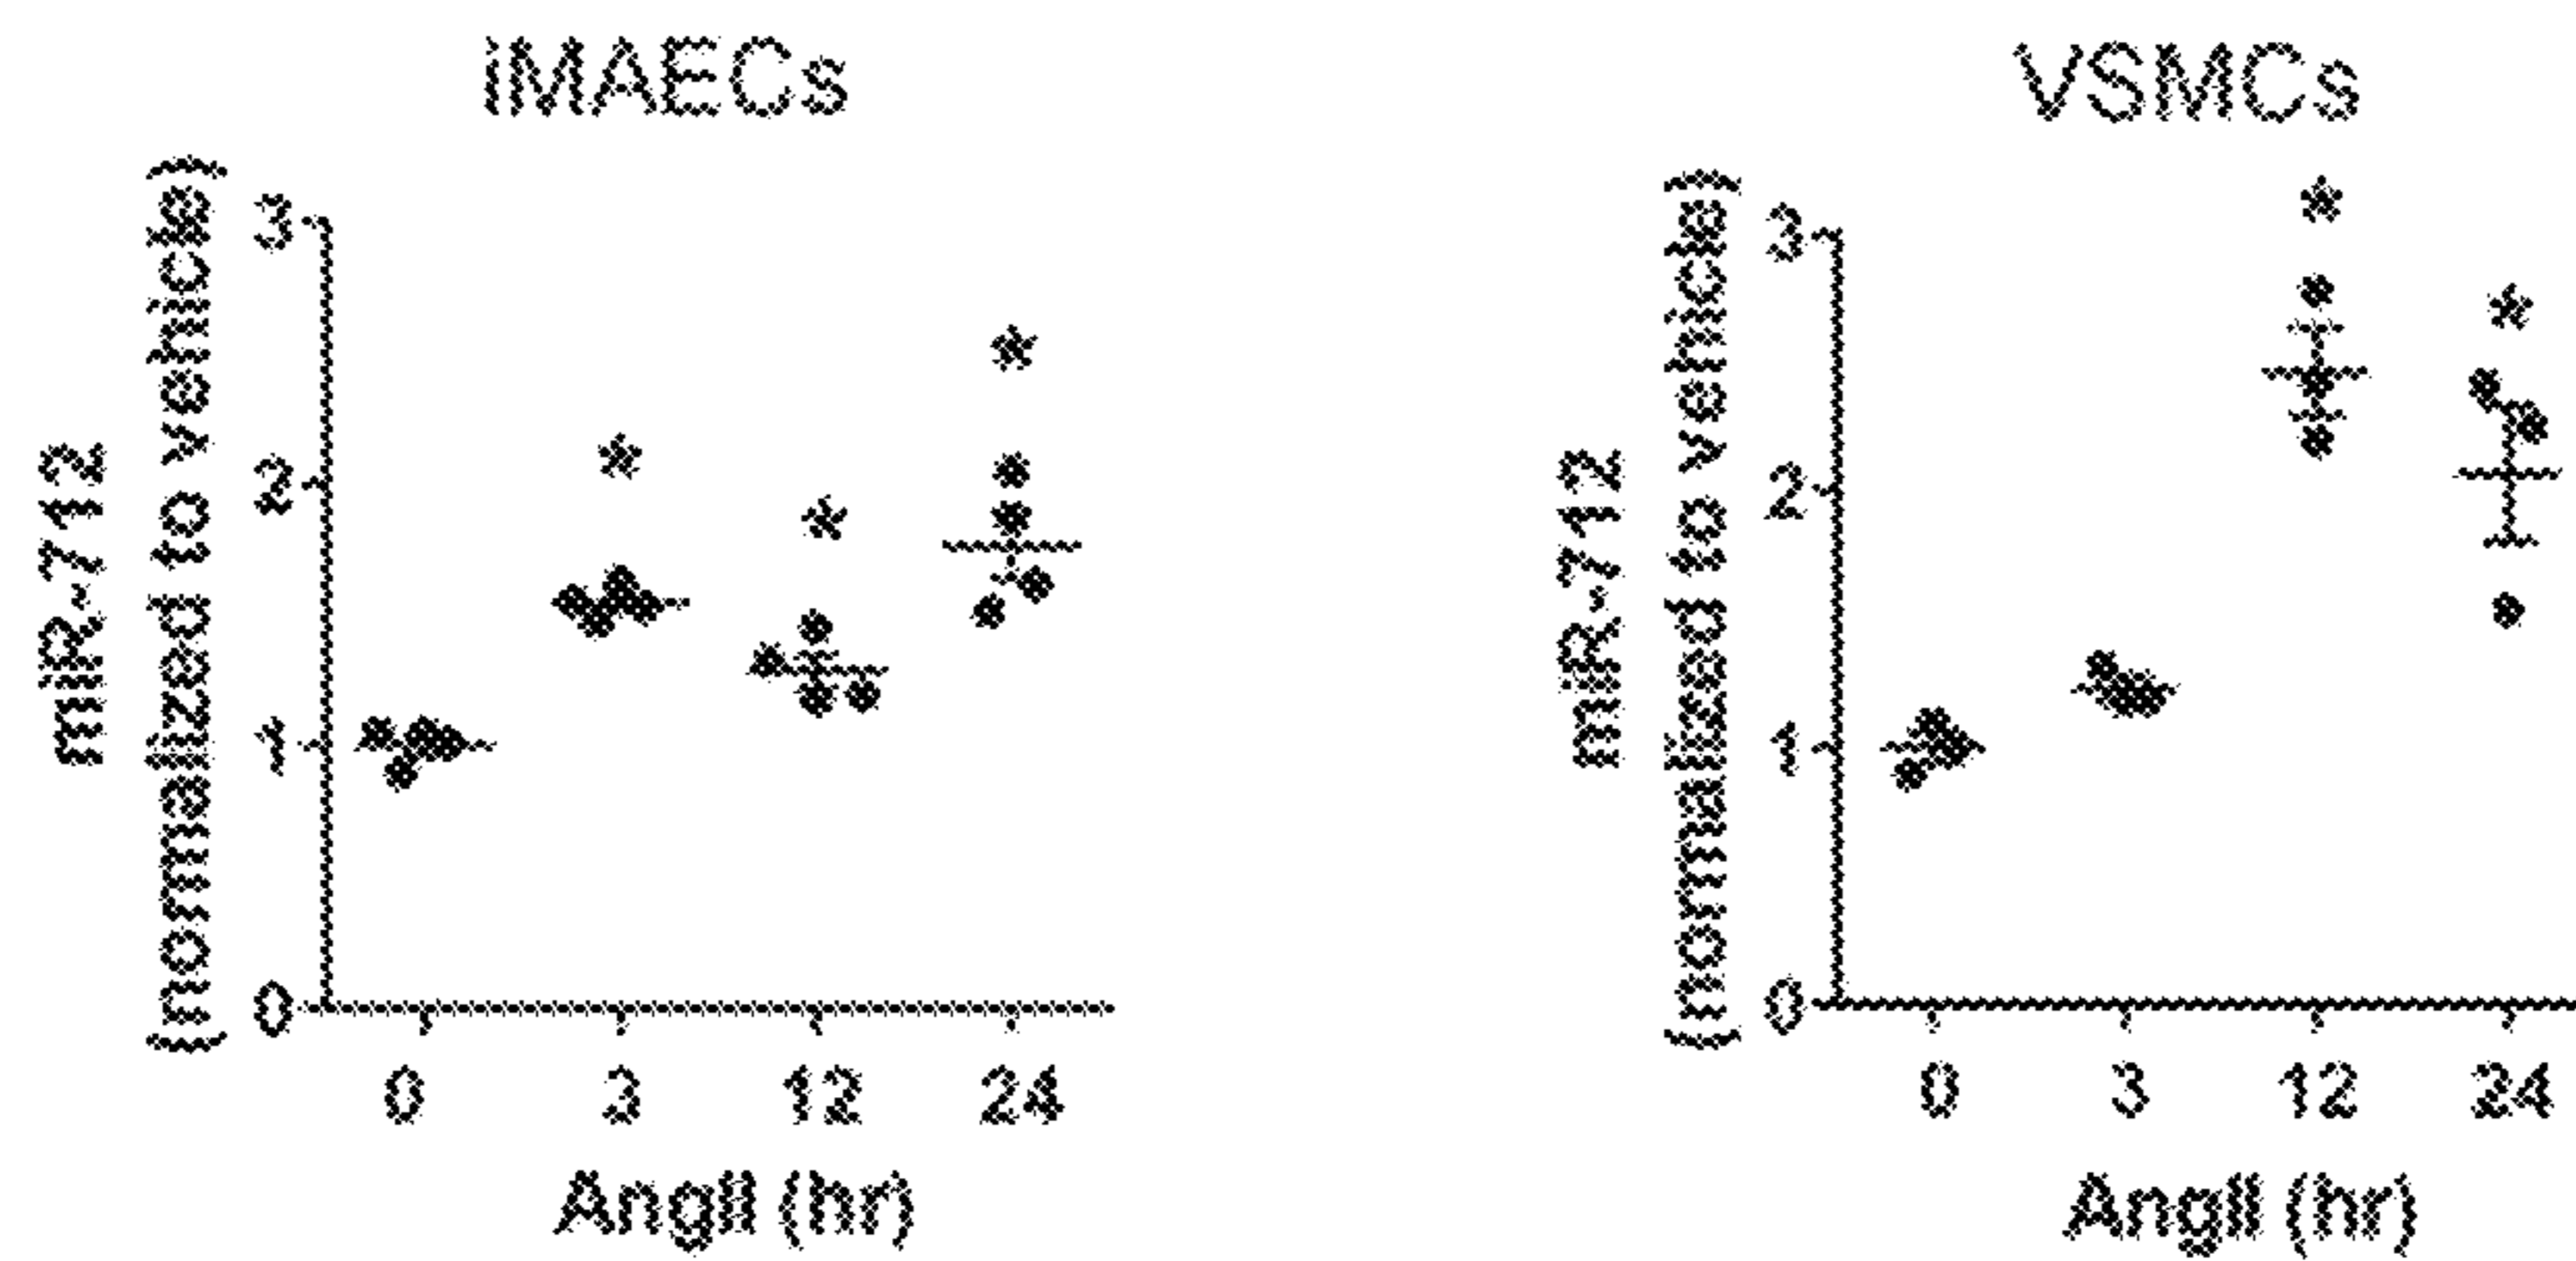 iMAECs
miR-712
(normalized to vehicle)
3
2
1
0
0 3 12 24
AngII (hr)
VSMCs
miR-712
(normalized to vehicle)
3
2
1
0
0 3 12 24
AngII (hr)